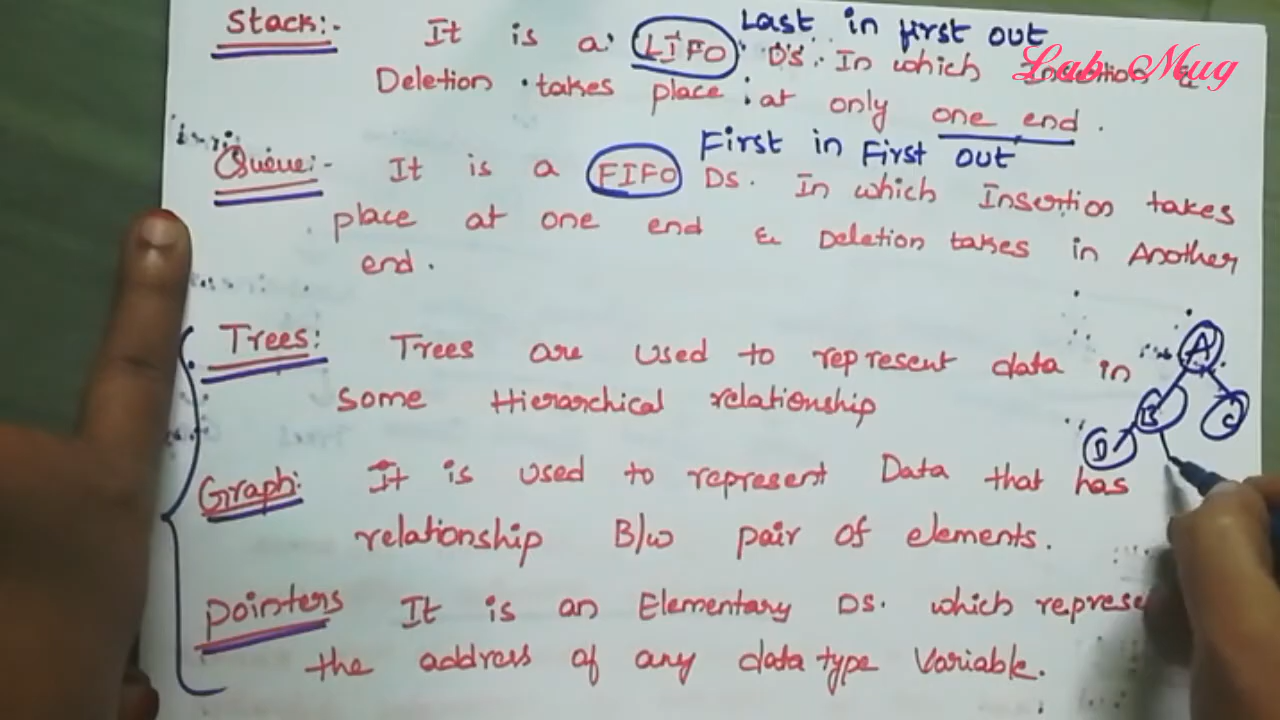 Stack:- It is a LIFO DS. In which Insertion &
Last in first out
Lab Mug
Deletion takes place at only one end.
First in First out
Queue:- It is a FIFO DS. In which Insertion takes
place at one end & Deletion takes in Another
end.
Trees: Trees are used to represent data in
some Hierarchical relationship
A
B C
D
Graph: It is used to represent Data that has
relationship B/w pair of elements.
Pointers It is an Elementary DS. which represe
the address of any data type variable.